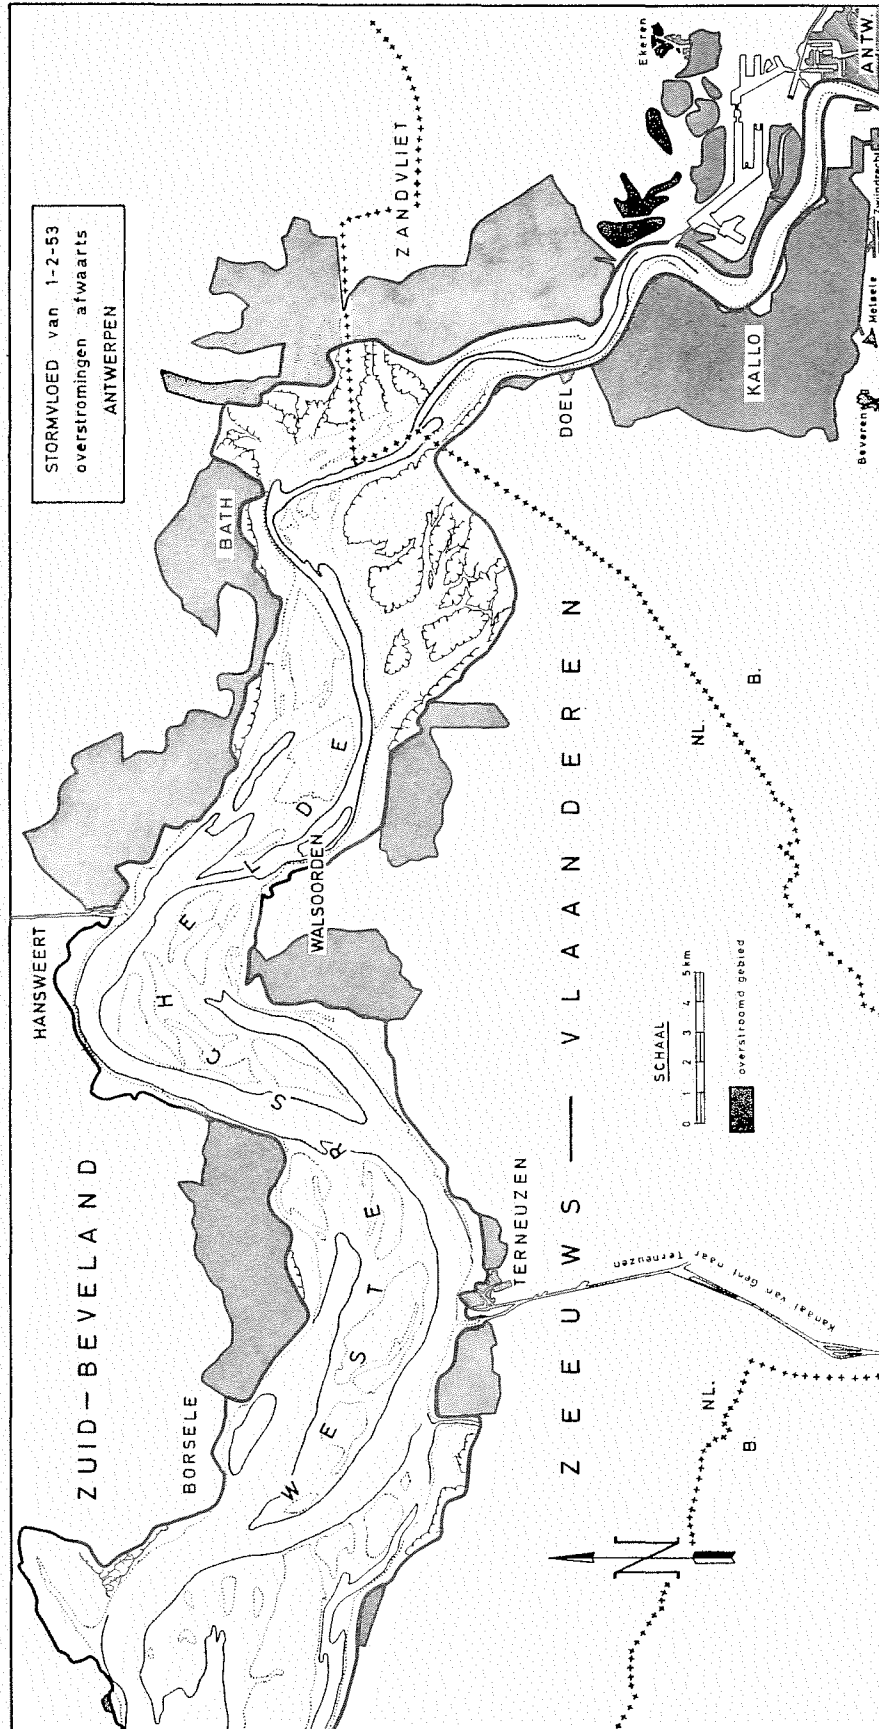 STORMVLOED van 1-2-53
overstromingen afwaarts
ANTWERPEN
ZUID-BEVELAND
HANSWEERT
BORSELE
BATH
ZANDVLIET
Ekeren
ANTW.
WESTERSCHELDE
WALSOORDEN
DOEL
KALLO
Zwijndrecht
Melsele
Beveren
TERNEUZEN
ZEEUWS — VLAANDEREN
NL.
B.
NL.
B.
Kanaal van Gent naar Terneuzen
SCHAAL
0 1 2 3 4 5 km
overstroomd gebied
N